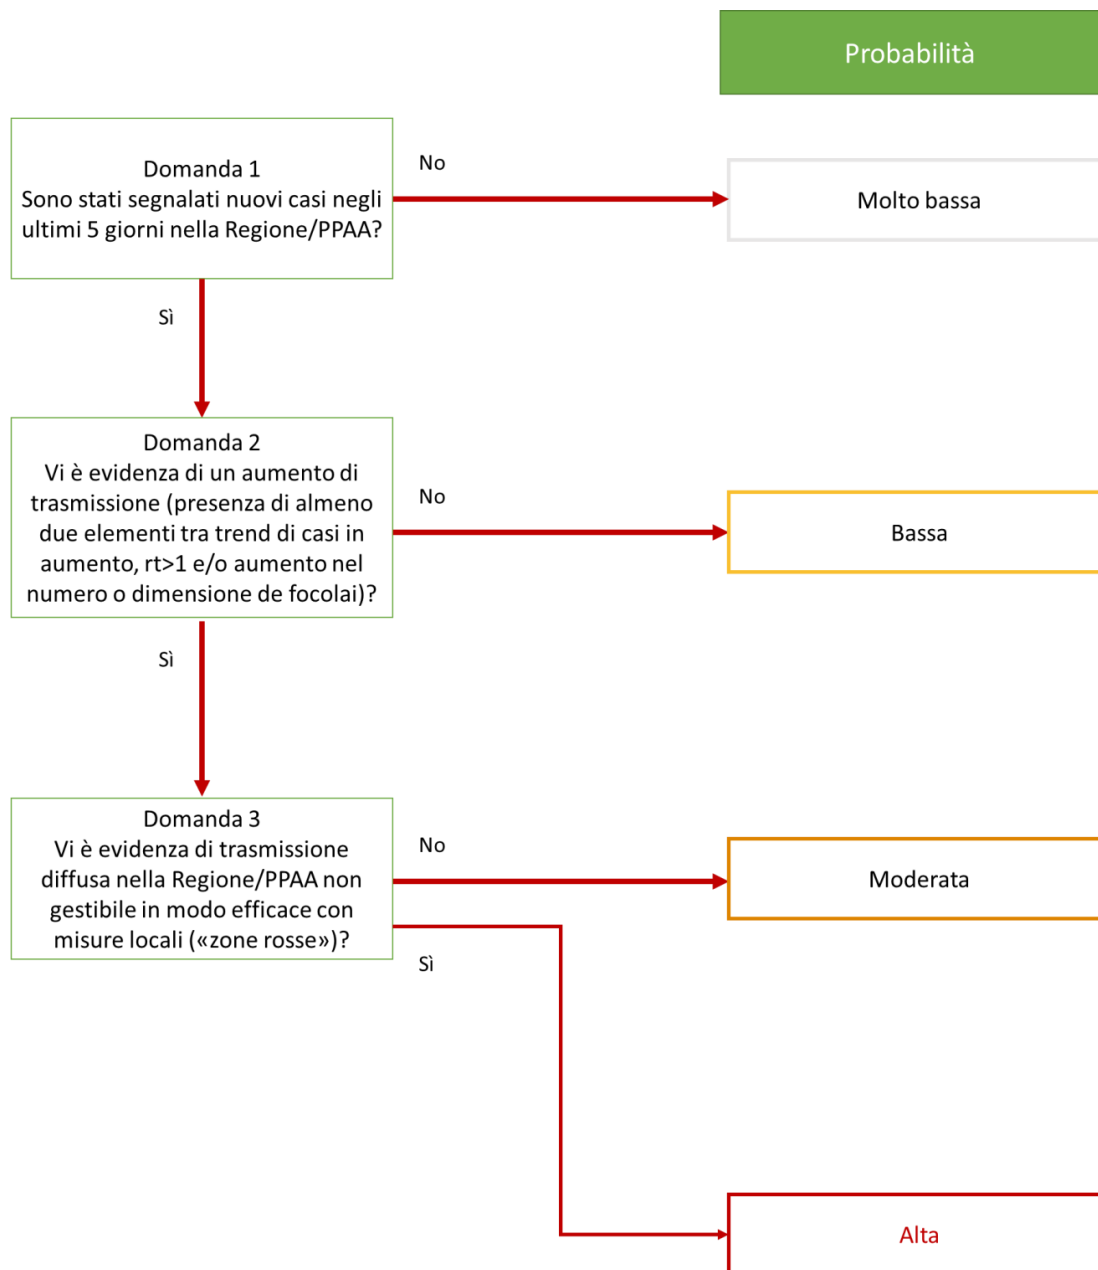 Probabilità
Domanda 1
Sono stati segnalati nuovi casi negli
ultimi 5 giorni nella Regione/PPAA?
No
Molto bassa
Sì
Domanda 2
Vi è evidenza di un aumento di
trasmissione (presenza di almeno
due elementi tra trend di casi in
aumento, rt>1 e/o aumento nel
numero o dimensione de focolai)?
No
Bassa
Sì
Domanda 3
Vi è evidenza di trasmissione
diffusa nella Regione/PPAA non
gestibile in modo efficace con
misure locali («zone rosse»)?
No
Moderata
Sì
Alta